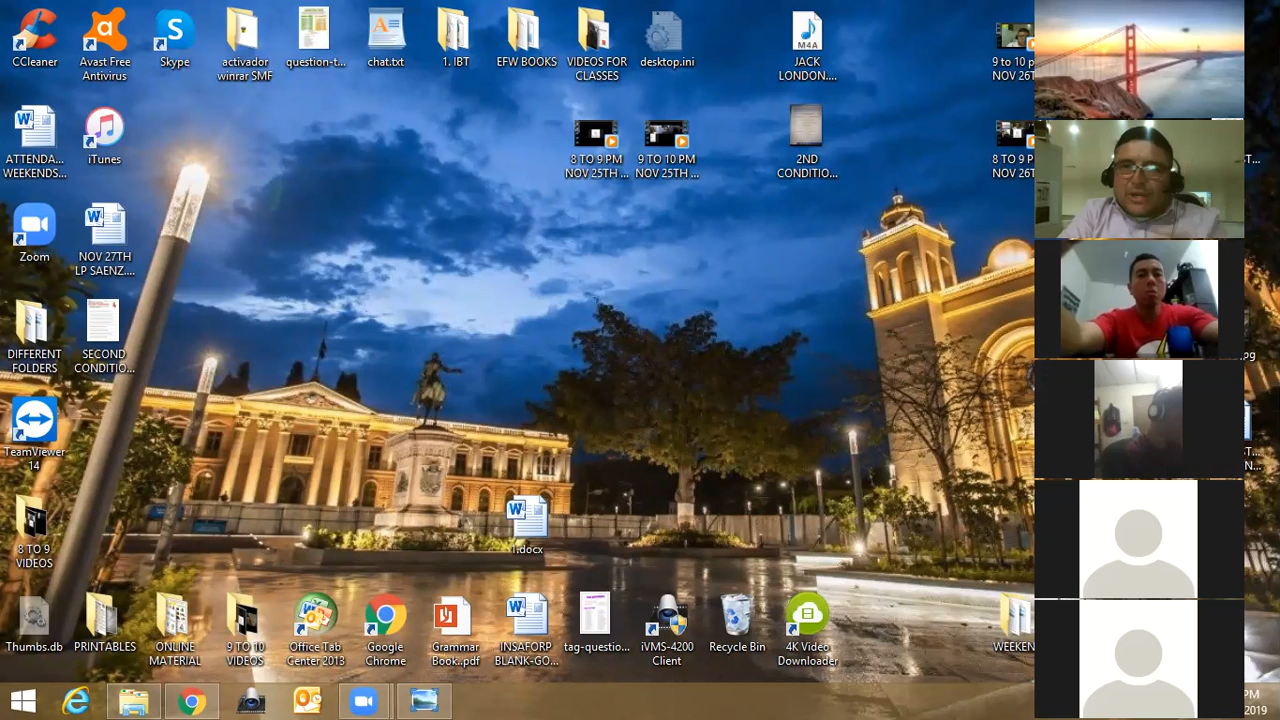 CCleaner
Avast Free
Antivirus
Skype
activador
winrar SMF
question-t...
chat.txt
1. IBT
EFW BOOKS
VIDEOS FOR
CLASSES
desktop.ini
M4A
JACK
LONDON....
9 to 10 p
NOV 26T
ATTENDA...
WEEKENDS...
iTunes
8 TO 9 PM
NOV 25TH ...
9 TO 10 PM
NOV 25TH ...
2ND
CONDITIO...
8 TO 9 P
NOV 26T
ST...
Zoom
NOV 27TH
LP SAENZ....
DIFFERENT
FOLDERS
SECOND
CONDITIO...
pg
TeamViewer
14
ST...
N...
8 TO 9
VIDEOS
1.docx
Thumbs.db
PRINTABLES
ONLINE
MATERIAL
9 TO 10
VIDEOS
Office Tab
Center 2013
Google
Chrome
Grammar
Book..pdf
INSAFORP
BLANK-GO...
tag-questio...
iVMS-4200
Client
Recycle Bin
4K Video
Downloader
WEEKEN
PM
2019